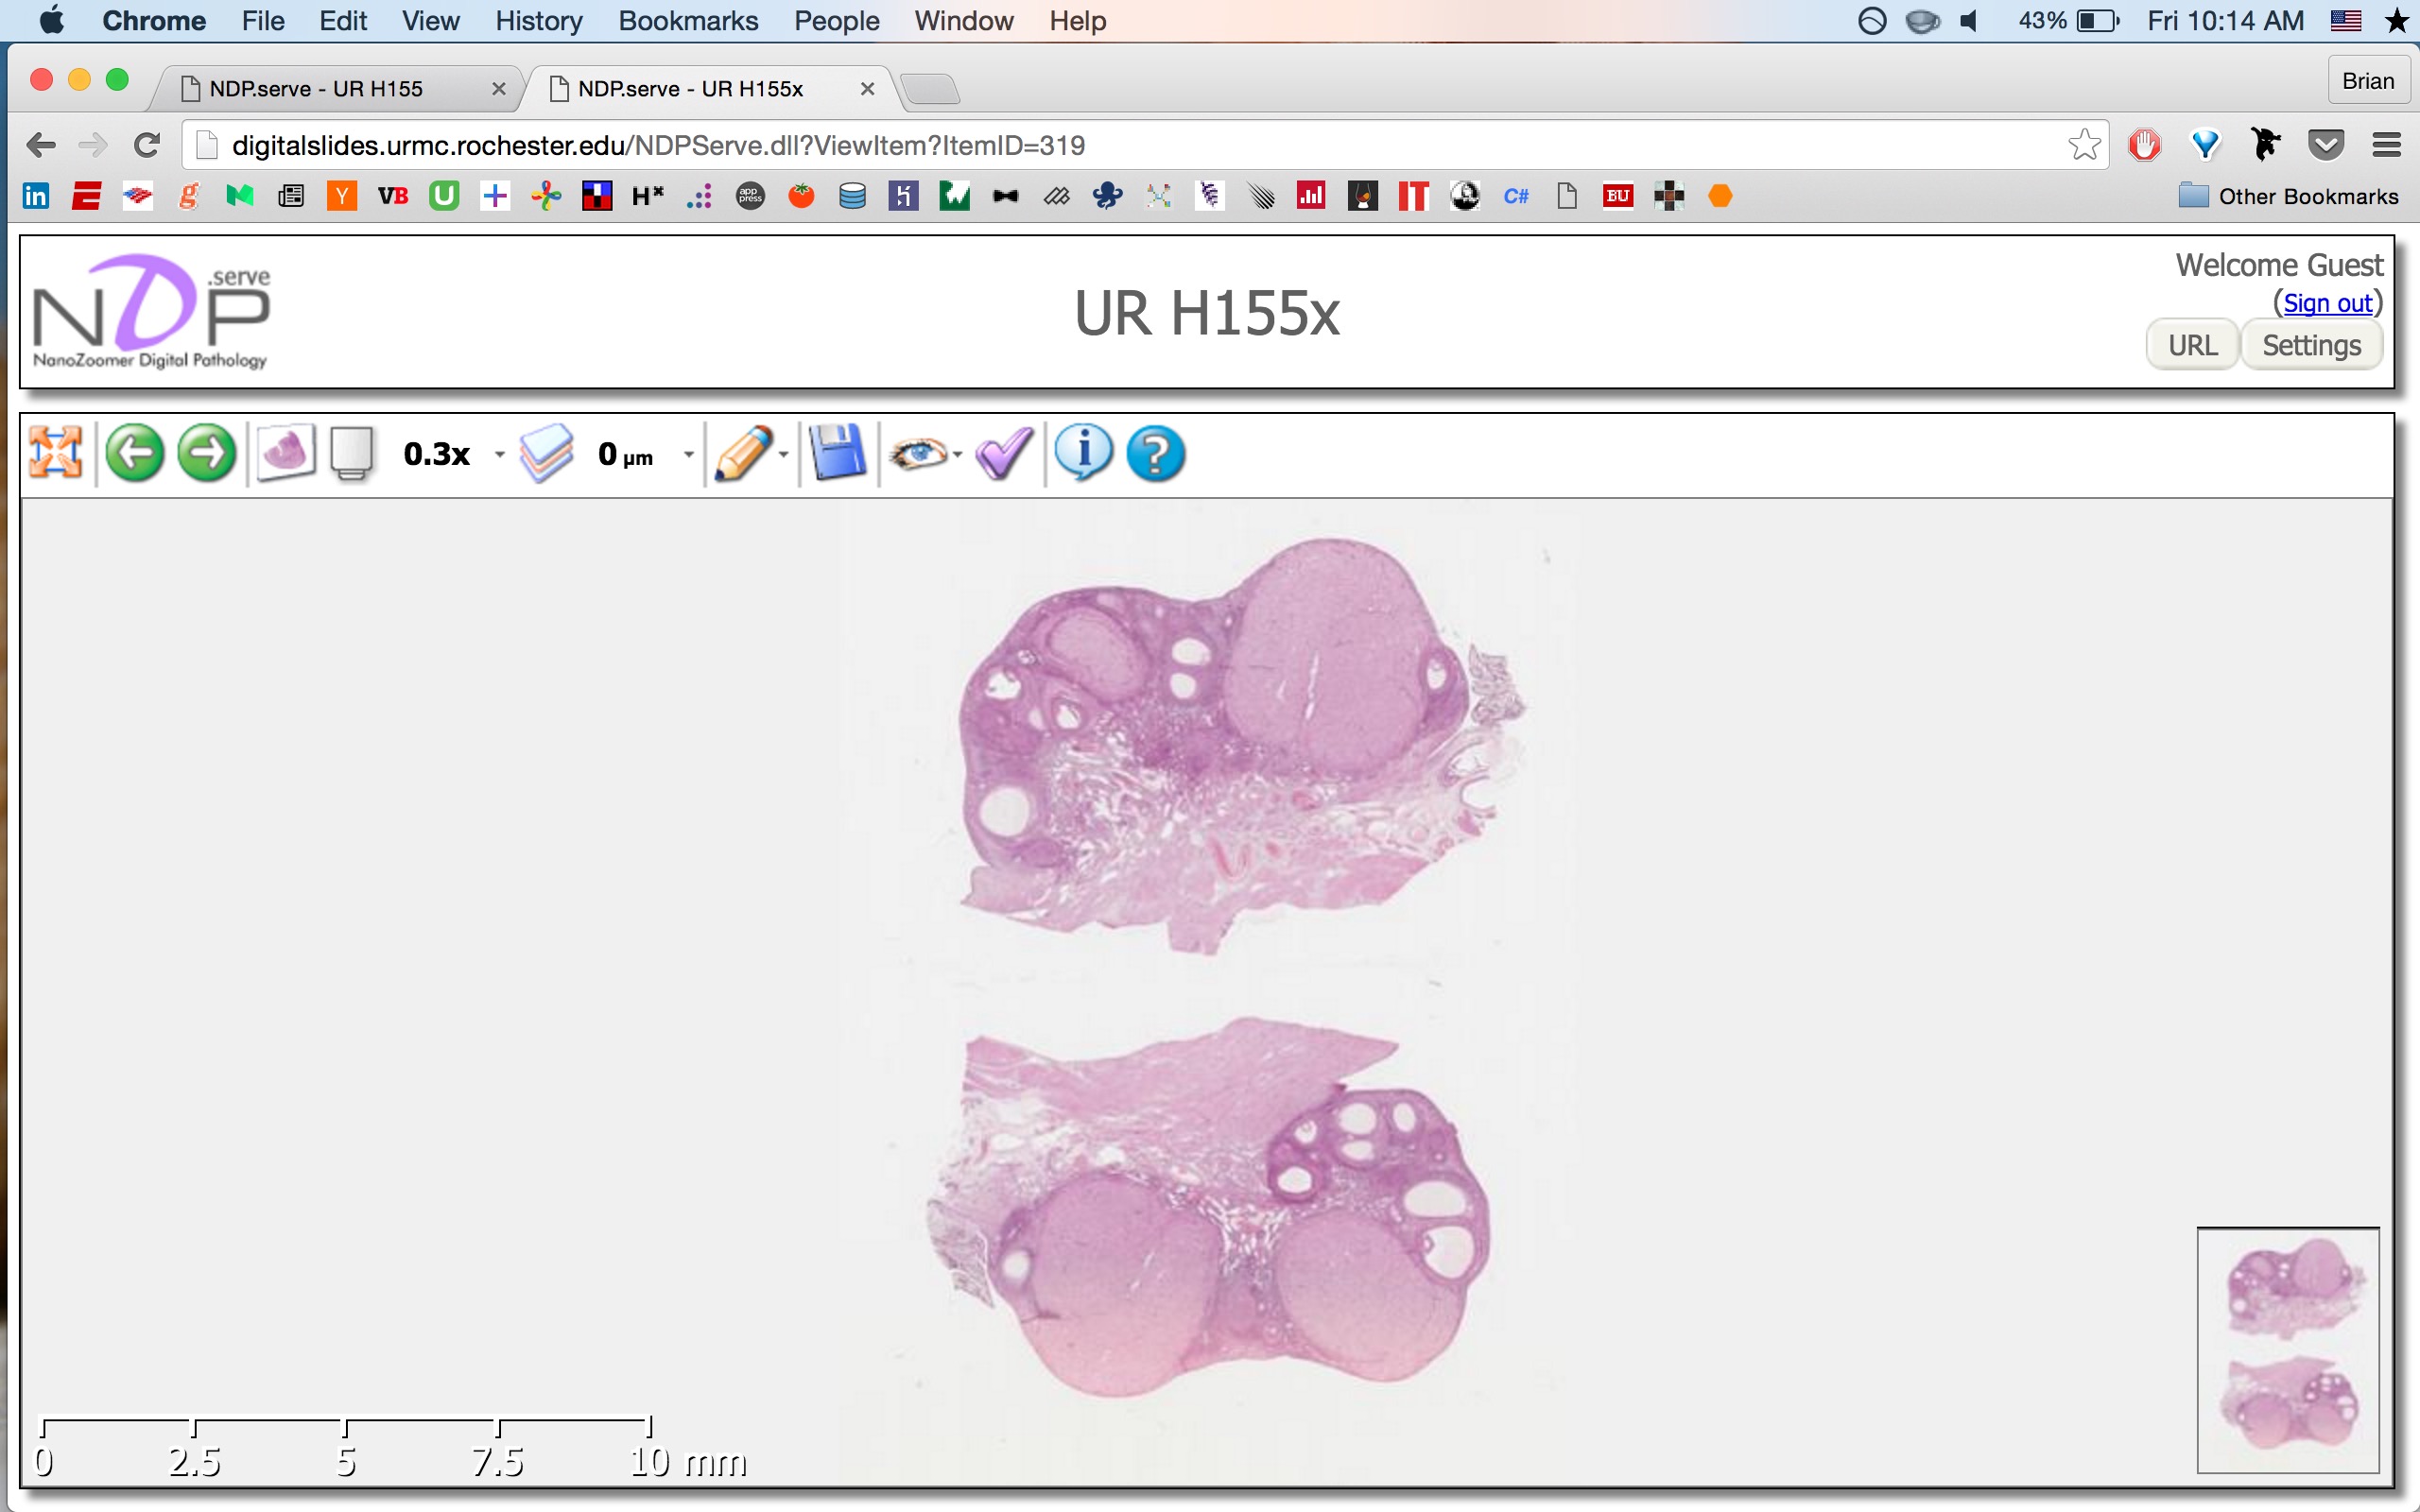 Chrome File Edit View History Bookmarks People Window Help 43% Fri 10:14 AM
NDP.serve - UR H155 NDP.serve - UR H155x Brian
digitalslides.urmc.rochester.edu/NDPServe.dll?ViewItem?ItemID=319
in E g Y VB U H× app press IT C# BU Other Bookmarks
NDP .serve
NanoZoomer Digital Pathology
UR H155x
Welcome Guest
(Sign out)
URL Settings
0.3x 0 µm
0 2.5 5 7.5 10 mm